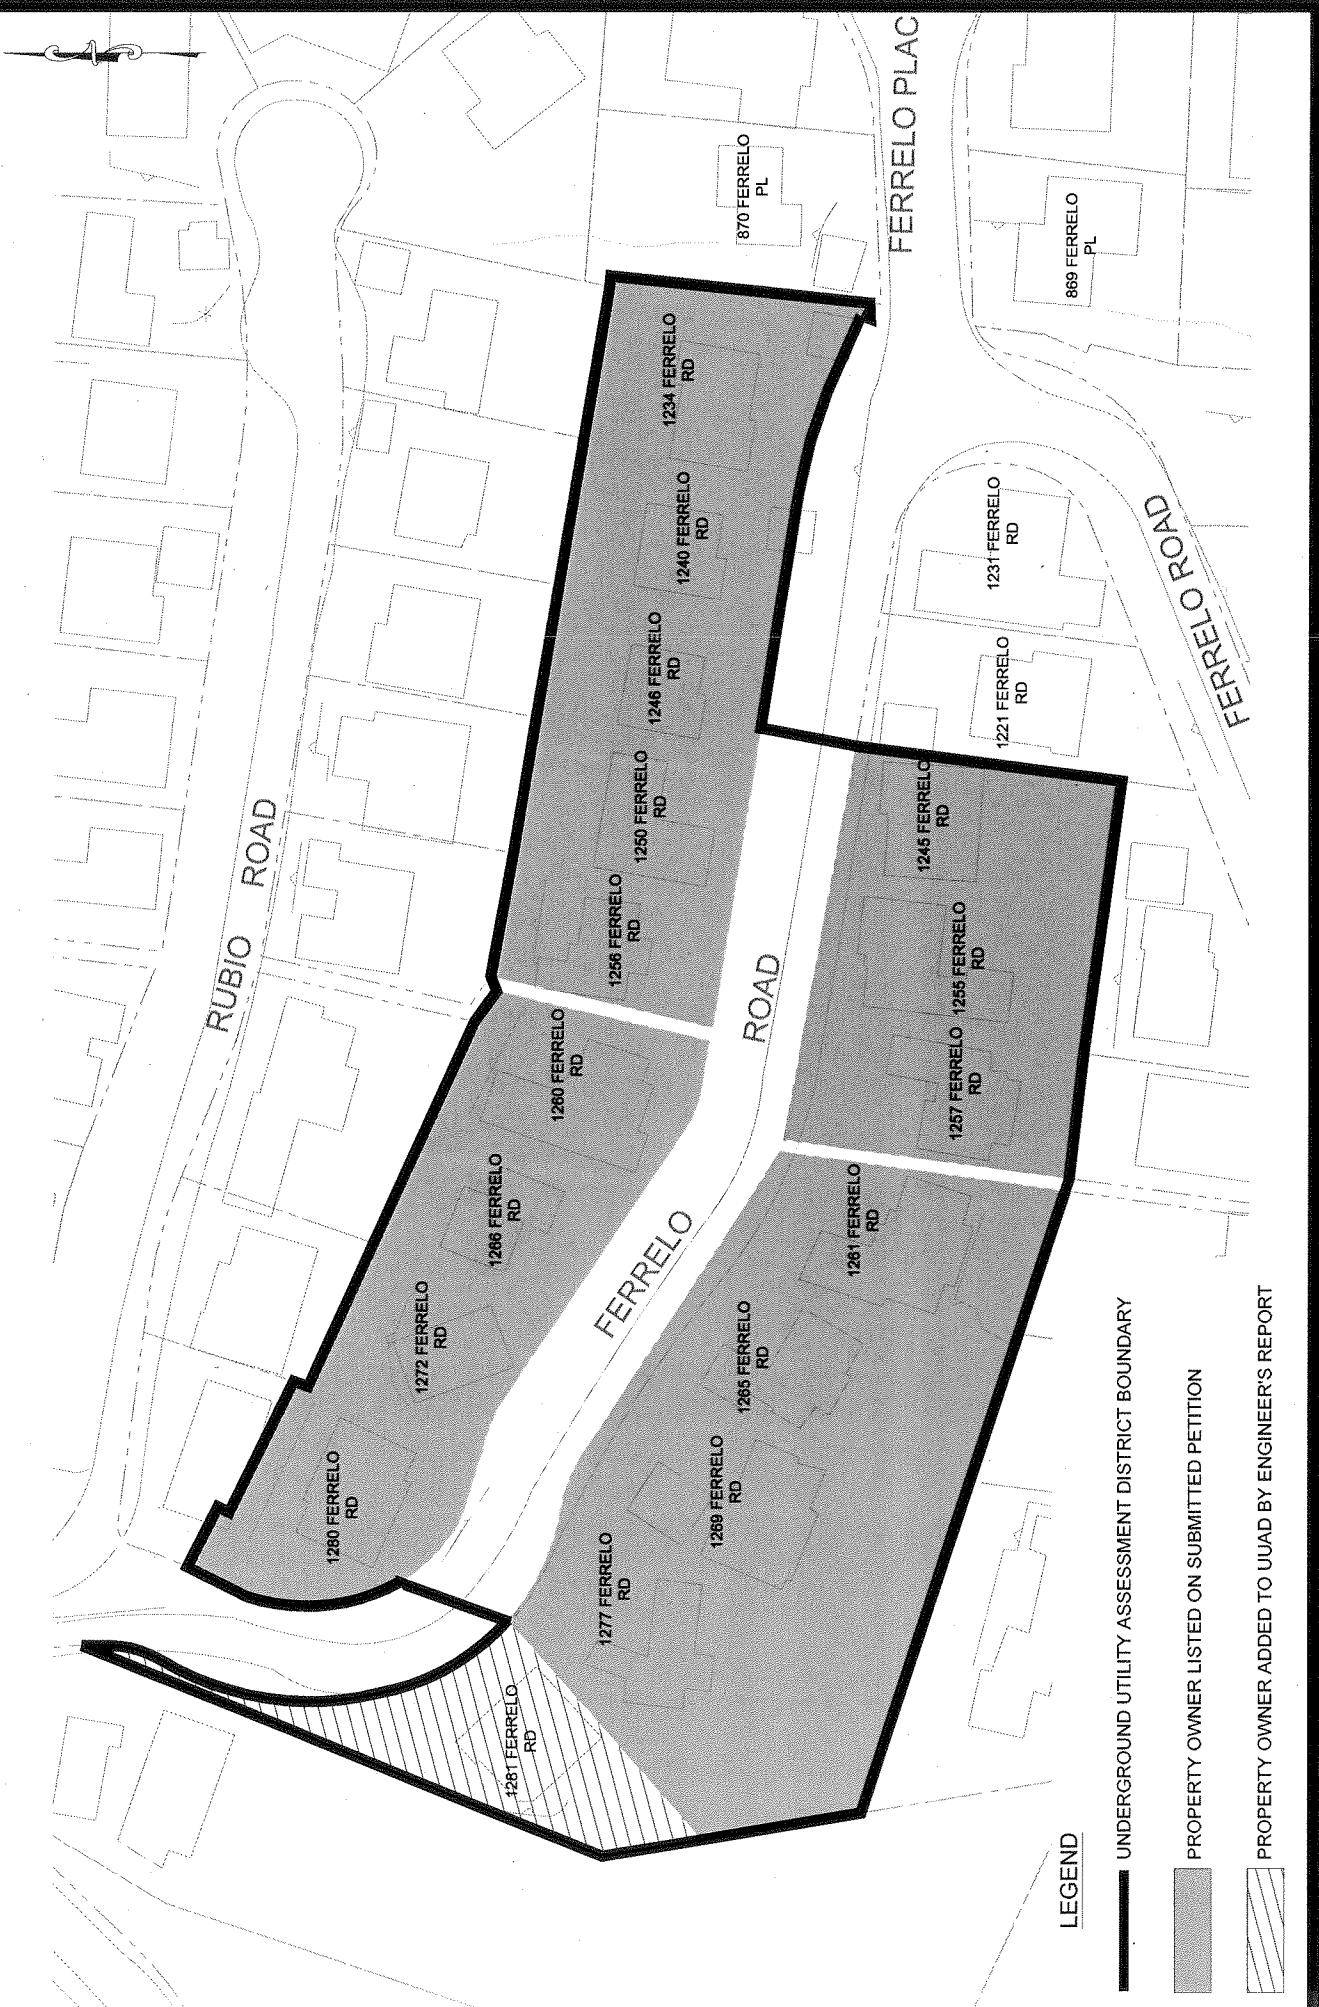 FERRELO PLAC
870 FERRELO
PL
869 FERRELO
PL
1234 FERRELO
RD
1240 FERRELO
RD
1246 FERRELO
RD
1250 FERRELO
RD
1256 FERRELO
RD
1260 FERRELO
RD
1266 FERRELO
RD
1272 FERRELO
RD
1280 FERRELO
RD
1231 FERRELO
RD
1221 FERRELO
RD
1245 FERRELO
RD
1255 FERRELO
RD
1257 FERRELO
RD
1261 FERRELO
RD
1265 FERRELO
RD
1269 FERRELO
RD
1277 FERRELO
RD
1281 FERRELO
RD
RUBIO ROAD
FERRELO ROAD
FERRELO ROAD
LEGEND
UNDERGROUND UTILITY ASSESSMENT DISTRICT BOUNDARY
PROPERTY OWNER LISTED ON SUBMITTED PETITION
PROPERTY OWNER ADDED TO UUAD BY ENGINEER'S REPORT